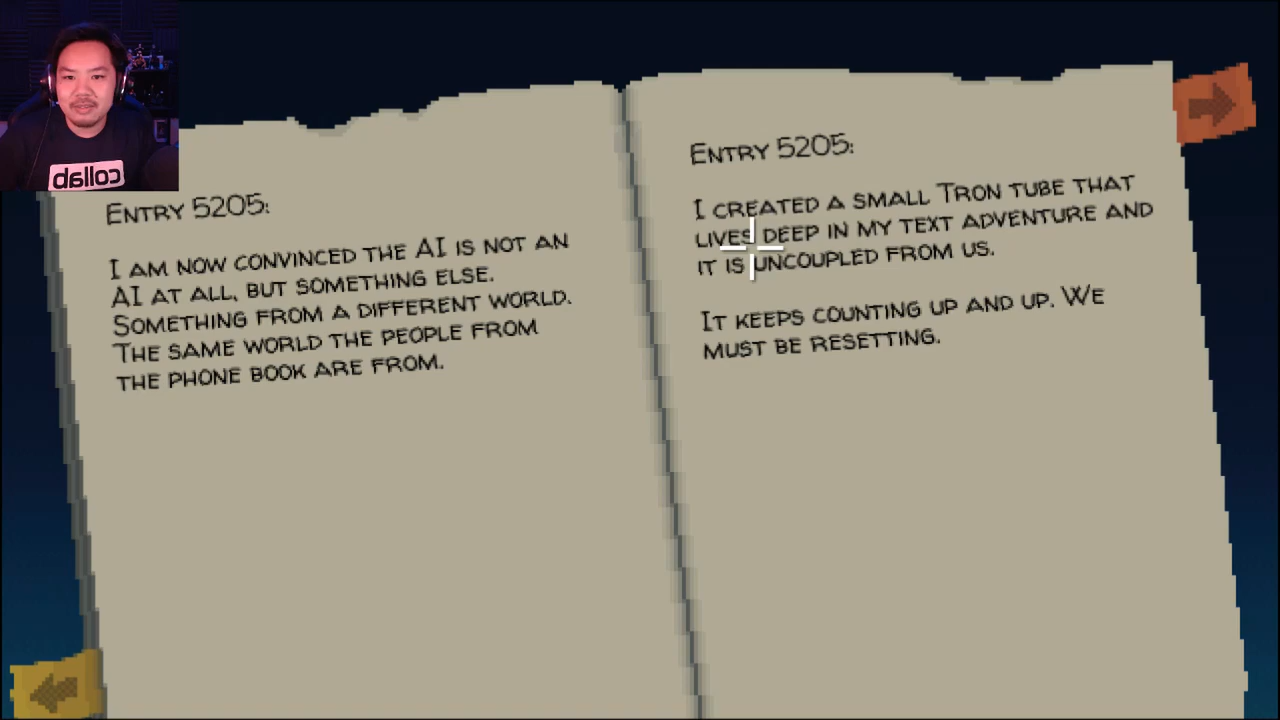 collab
Entry 5205:
I am now convinced the AI is not an
AI at all, but something else.
Something from a different world.
The same world the people from
the phone book are from.
Entry 5205:
I created a small Tron tube that
lives deep in my text adventure and
it is uncoupled from us.
It keeps counting up and up. We
must be resetting.